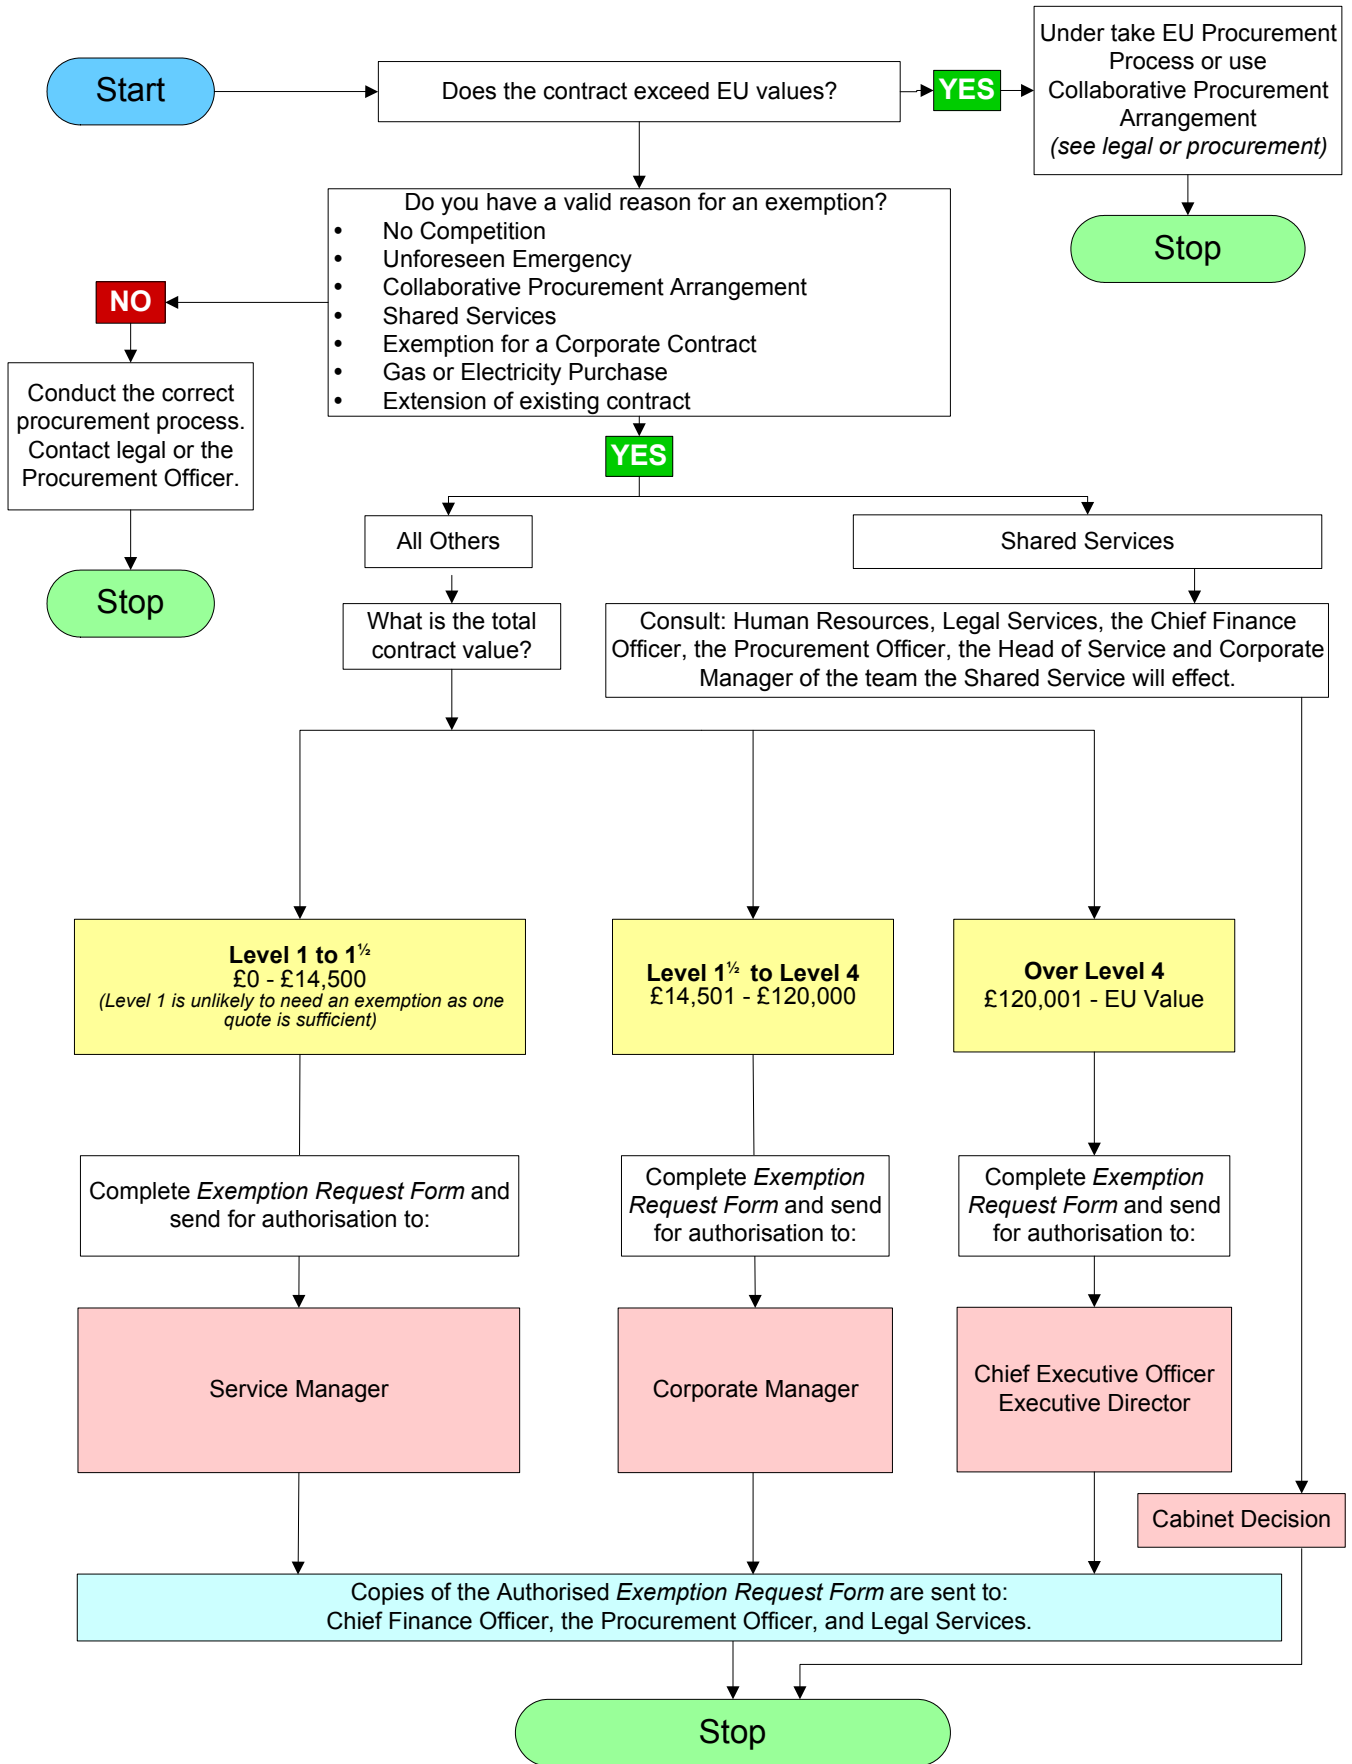 Start
Does the contract exceed EU values?
YES
Under take EU Procurement
Process or use
Collaborative Procurement
Arrangement
(see legal or procurement)
Stop
Do you have a valid reason for an exemption?
• No Competition
• Unforeseen Emergency
• Collaborative Procurement Arrangement
• Shared Services
• Exemption for a Corporate Contract
• Gas or Electricity Purchase
• Extension of existing contract
NO
Conduct the correct
procurement process.
Contact legal or the
Procurement Officer.
Stop
YES
All Others
Shared Services
What is the total
contract value?
Consult: Human Resources, Legal Services, the Chief Finance
Officer, the Procurement Officer, the Head of Service and Corporate
Manager of the team the Shared Service will effect.
Level 1 to 1½
£0 - £14,500
(Level 1 is unlikely to need an exemption as one
quote is sufficient)
Level 1½ to Level 4
£14,501 - £120,000
Over Level 4
£120,001 - EU Value
Complete Exemption Request Form and
send for authorisation to:
Complete Exemption
Request Form and send
for authorisation to:
Complete Exemption
Request Form and send
for authorisation to:
Service Manager
Corporate Manager
Chief Executive Officer
Executive Director
Cabinet Decision
Copies of the Authorised Exemption Request Form are sent to:
Chief Finance Officer, the Procurement Officer, and Legal Services.
Stop